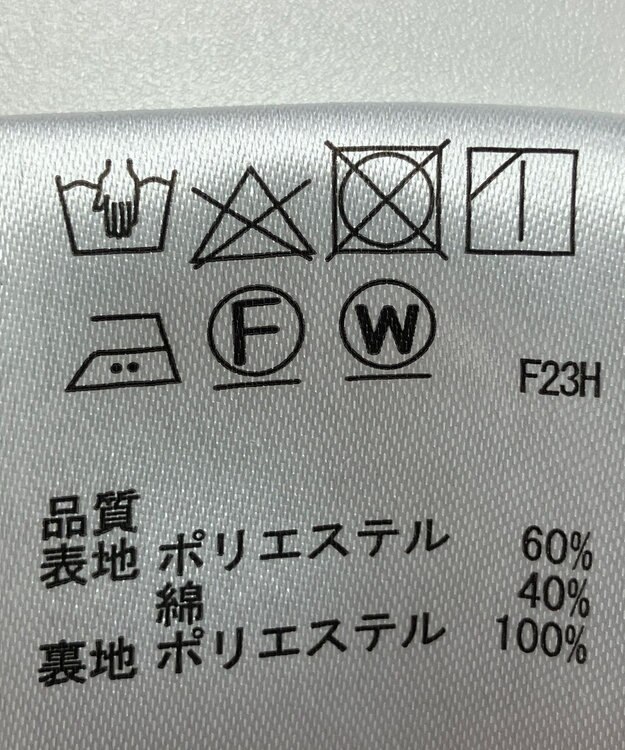 F W F23H
品質
表地 ポリエステル 60%
綿 40%
裏地 ポリエステル 100%